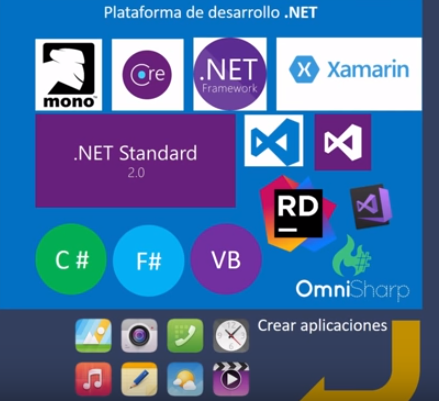 Plataforma de desarrollo .NET
mono
Core
.NET
Framework
Xamarin
.NET Standard
2.0
RD
C #
F#
VB
OmniSharp
Crear aplicaciones